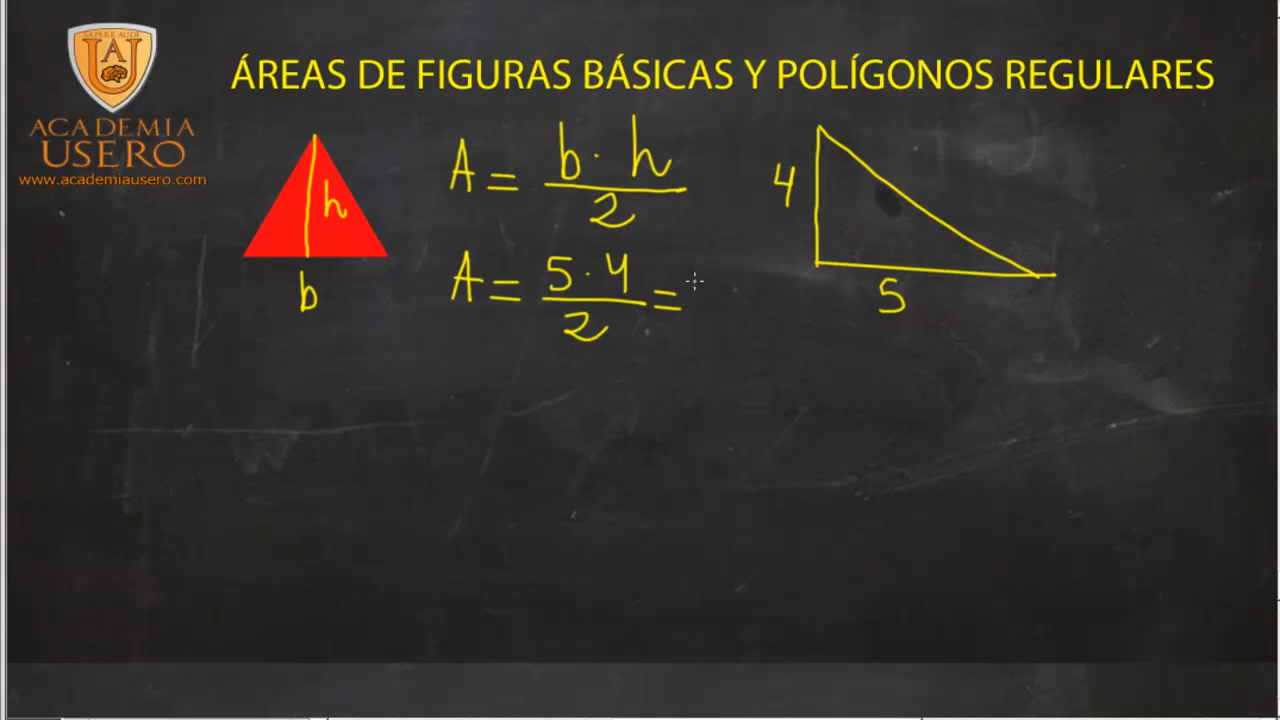 SAPERE AUDE
UAJ
ACADEMIA
USERO
www.academiausero.com
ÁREAS DE FIGURAS BÁSICAS Y POLÍGONOS REGULARES
h
b
A = b · h / 2
A = 5 · 4 / 2 =
4
5